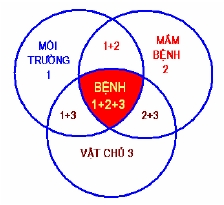 MÔI
TRƯỜNG
1
1+2
MẦM
BỆNH
2
BỆNH
1+2+3
1+3
2+3
VẬT CHỦ 3